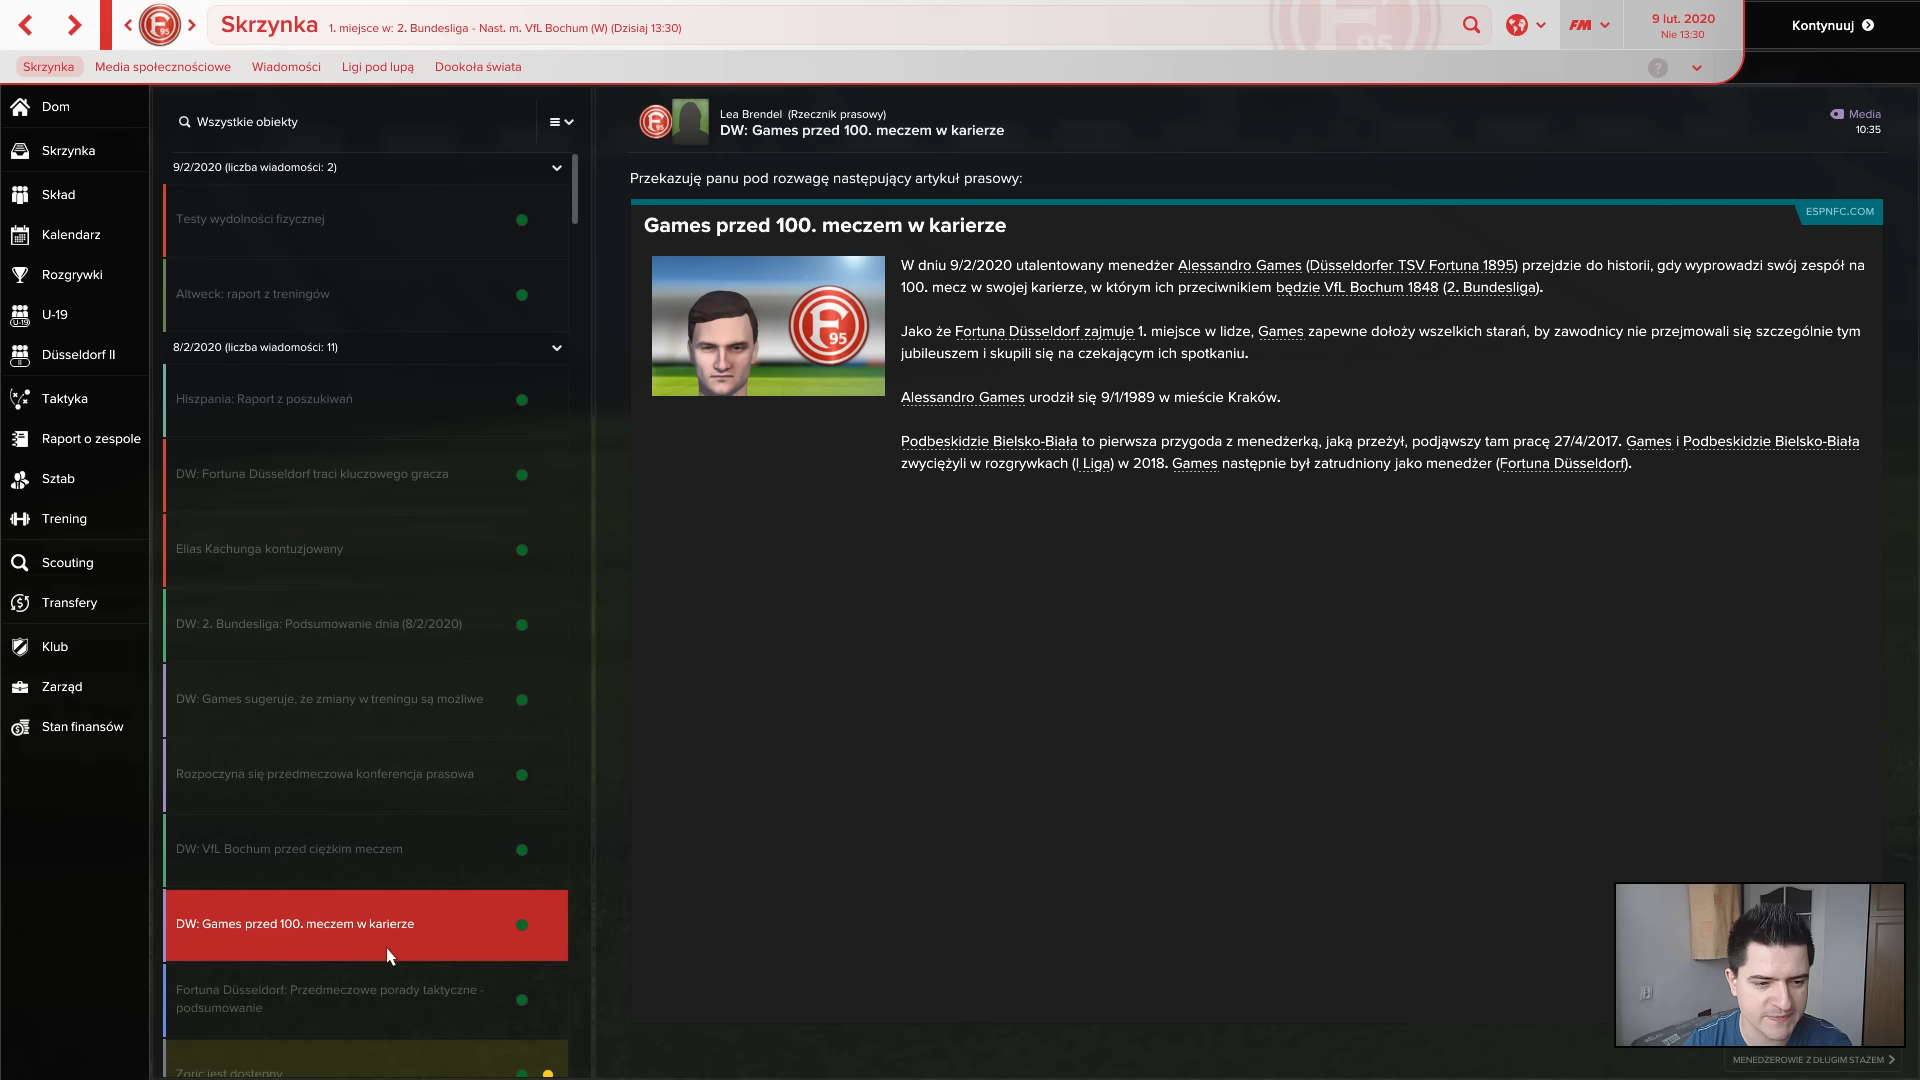 Skrzynka
1. miejsce w: 2. Bundesliga - Nast. m. VfL Bochum (W) (Dzisiaj 13:30)
FM
9 lut. 2020
Nie 13:30
Kontynuuj
Skrzynka
Media społecznościowe
Wiadomości
Ligi pod lupą
Dookoła świata
?
Dom
Skrzynka
Skład
Kalendarz
Rozgrywki
U-19
Düsseldorf II
Taktyka
Raport o zespole
Sztab
Trening
Scouting
Transfery
Klub
Zarząd
Stan finansów
Wszystkie obiekty
9/2/2020 (liczba wiadomości: 2)
Testy wydolności fizycznej
Altweck: raport z treningów
8/2/2020 (liczba wiadomości: 11)
Hiszpania: Raport z poszukiwań
DW: Fortuna Düsseldorf traci kluczowego gracza
Elias Kachunga kontuzjowany
DW: 2. Bundesliga: Podsumowanie dnia (8/2/2020)
DW: Games sugeruje, że zmiany w treningu są możliwe
Rozpoczyna się przedmeczowa konferencja prasowa
DW: VfL Bochum przed ciężkim meczem
DW: Games przed 100. meczem w karierze
Fortuna Düsseldorf: Przedmeczowe porady taktyczne -
podsumowanie
Zoric jest dostępny
Lea Brendel (Rzecznik prasowy)
DW: Games przed 100. meczem w karierze
Media
10:35
Przekazuję panu pod rozwagę następujący artykuł prasowy:
ESPNFC.COM
Games przed 100. meczem w karierze
F
95
W dniu 9/2/2020 utalentowany menedżer Alessandro Games (Düsseldorfer TSV Fortuna 1895) przejdzie do historii, gdy wyprowadzi swój zespół na
100. mecz w swojej karierze, w którym ich przeciwnikiem będzie VfL Bochum 1848 (2. Bundesliga).
Jako że Fortuna Düsseldorf zajmuje 1. miejsce w lidze, Games zapewne dołoży wszelkich starań, by zawodnicy nie przejmowali się szczególnie tym
jubileuszem i skupili się na czekającym ich spotkaniu.
Alessandro Games urodził się 9/1/1989 w mieście Kraków.
Podbeskidzie Bielsko-Biała to pierwsza przygoda z menedżerką, jaką przeżył, podjąwszy tam pracę 27/4/2017. Games i Podbeskidzie Bielsko-Biała
zwyciężyli w rozgrywkach (I Liga) w 2018. Games następnie był zatrudniony jako menedżer (Fortuna Düsseldorf).
MENEDŻEROWIE Z DŁUGIM STAŻEM